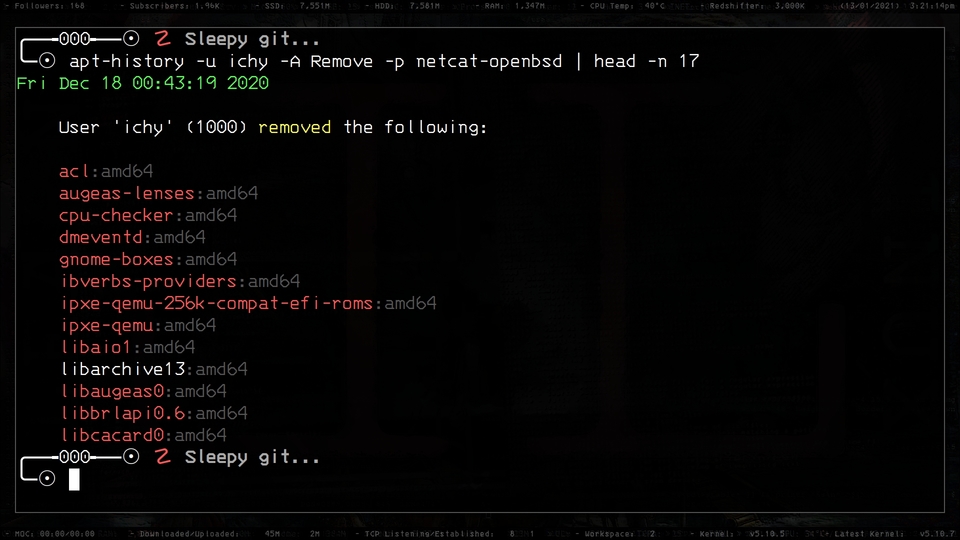 - Followers: 168 - Subscribers: 1.96K - SSD: 7,551M - HDD: 7,581M - RAM: 1,347M - CPU Temp: 40°C - Redshifter: 3,000K (13/01/2021) 3:21:14pm
000 Z Sleepy git...
apt-history -u ichy -A Remove -p netcat-openbsd | head -n 17
Fri Dec 18 00:43:19 2020
User 'ichy' (1000) removed the following:
acl:amd64
augeas-lenses:amd64
cpu-checker:amd64
dmeventd:amd64
gnome-boxes:amd64
ibverbs-providers:amd64
ipxe-qemu-256k-compat-efi-roms:amd64
ipxe-qemu:amd64
libaio1:amd64
libarchive13:amd64
libaugeas0:amd64
libbrlapi0.6:amd64
libcacard0:amd64
000 Z Sleepy git...
- MOC: 00:00/00:00 - Downloaded/Uploaded: 45M 2M - TCP Listening/Established: 8 1 - Workspace: 2 - Kernel: v5.10.5 - Latest Kernel: v5.10.7